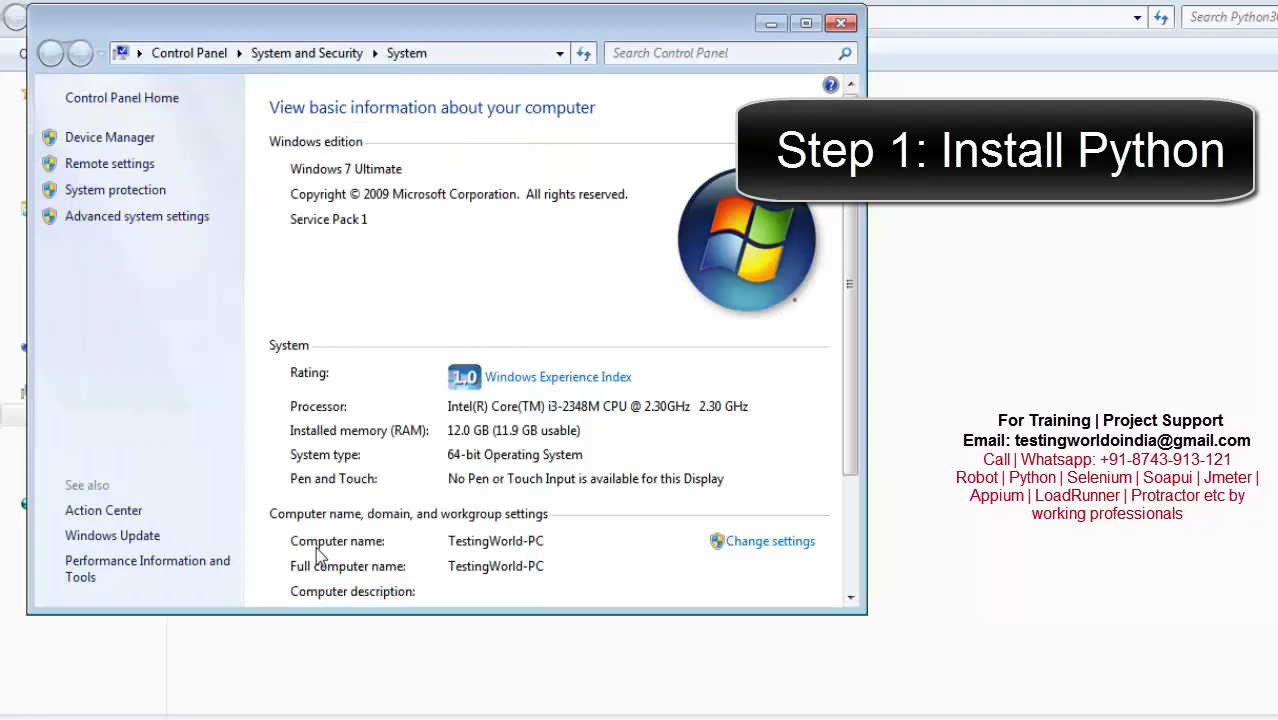 Search Python3
Control Panel
System and Security
System
Search Control Panel
Control Panel Home
Device Manager
Remote settings
System protection
Advanced system settings
See also
Action Center
Windows Update
Performance Information and
Tools
View basic information about your computer
Windows edition
Windows 7 Ultimate
Copyright © 2009 Microsoft Corporation. All rights reserved.
Service Pack 1
System
Rating:
1.0 Windows Experience Index
Processor: Intel(R) Core(TM) i3-2348M CPU @ 2.30GHz 2.30 GHz
Installed memory (RAM): 12.0 GB (11.9 GB usable)
System type: 64-bit Operating System
Pen and Touch: No Pen or Touch Input is available for this Display
Computer name, domain, and workgroup settings
Computer name: TestingWorld-PC
Change settings
Full computer name: TestingWorld-PC
Computer description:
Step 1: Install Python
For Training | Project Support
Email: testingworldoindia@gmail.com
Call | Whatsapp: +91-8743-913-121
Robot | Python | Selenium | Soapui | Jmeter |
Appium | LoadRunner | Protractor etc by
working professionals